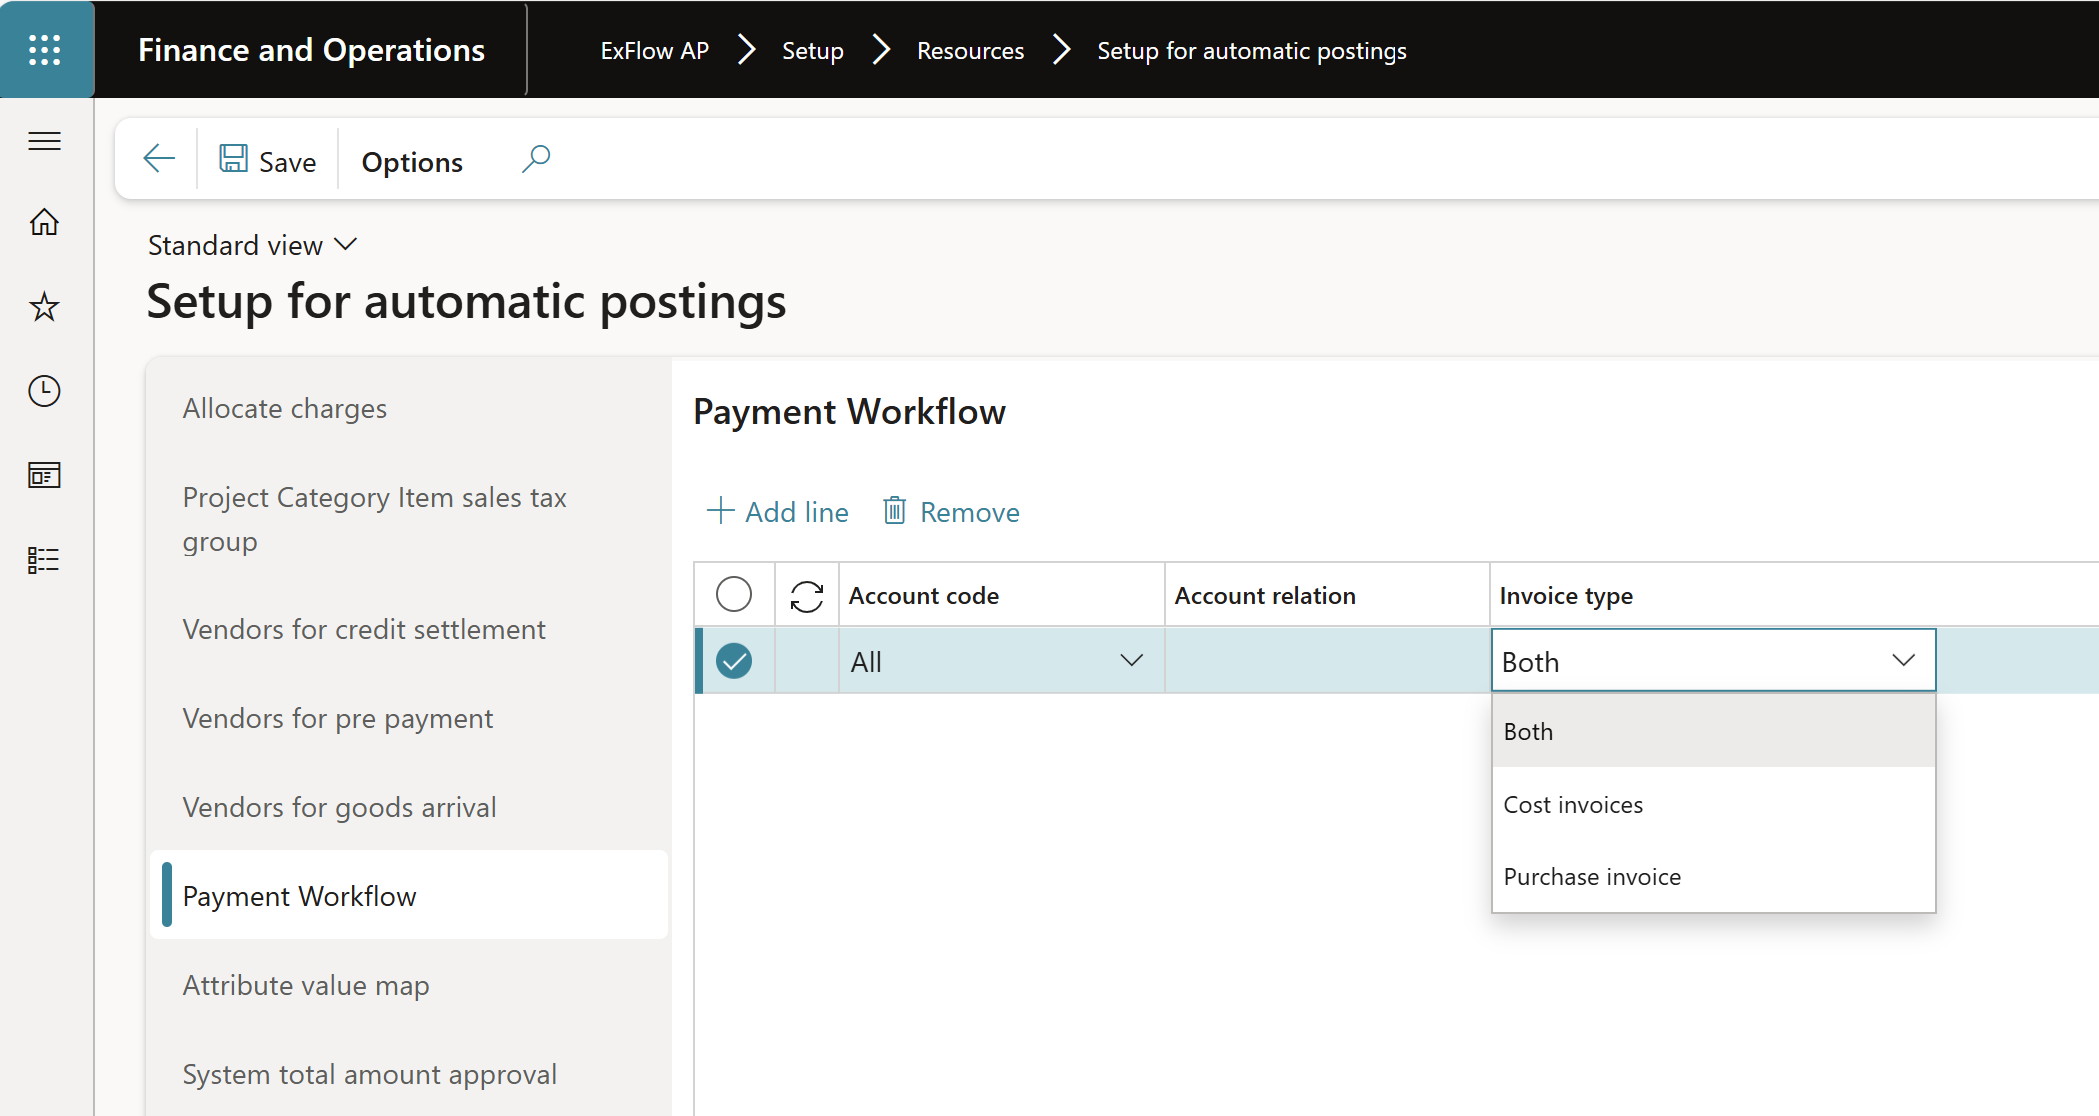 Finance and Operations
ExFlow AP > Setup > Resources > Setup for automatic postings
Save
Options
Standard view
Setup for automatic postings
Allocate charges
Project Category Item sales tax
group
Vendors for credit settlement
Vendors for pre payment
Vendors for goods arrival
Payment Workflow
Attribute value map
System total amount approval
Payment Workflow
Add line
Remove
Account code
Account relation
Invoice type
All
Both
Both
Cost invoices
Purchase invoice